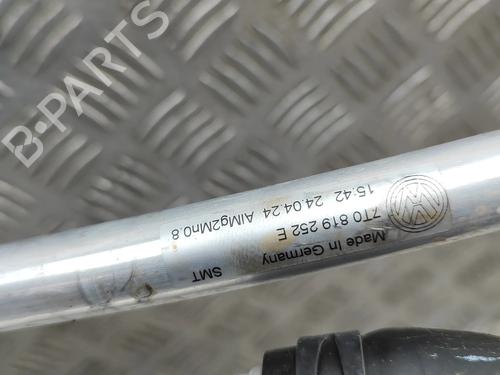 B-PARTS
Made In Germany
7T0 819 252 E
15:42 24.04.24 AlMg2Mn0.8
SMT